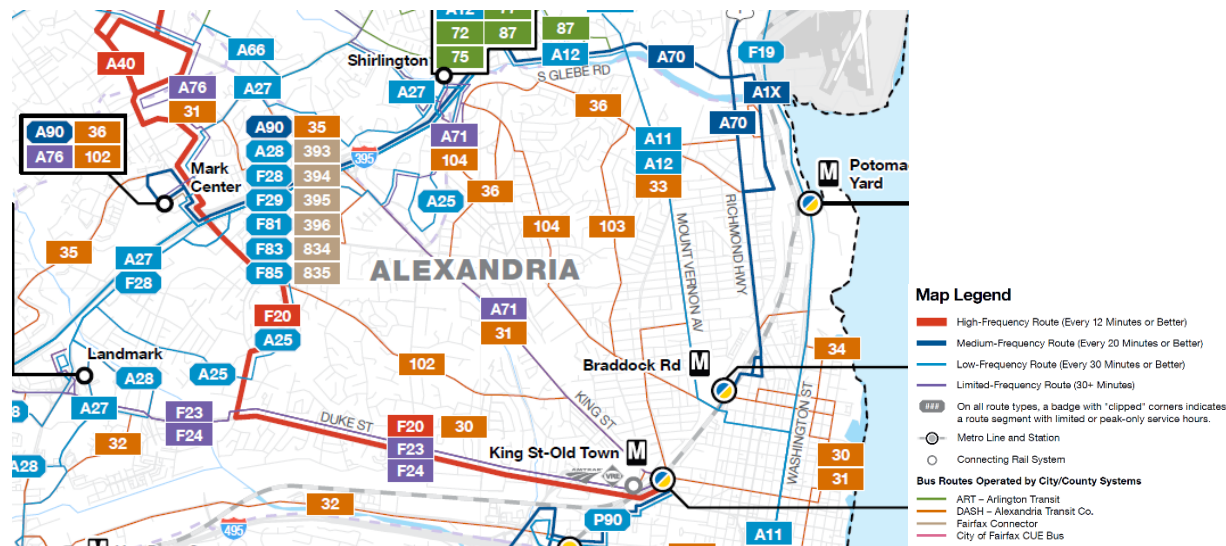 A12 77
72 87
75
87
A66
Shirlington
A12
A70
F19
A40
A76
31
A27
A27
S GLEBE RD
36
A1X
A70
A90 36
A76 102
A90 35
A28 393
F28 394
F29 395
F81 396
F83 834
F85 835
395
A71
104
A11
A12
33
Mark
Center
36
A25
Potoma
Yard
35
104
103
A27
F28
MOUNT VERNON AV
RICHMOND HWY
ALEXANDRIA
F20
A25
A71
31
Landmark
A28
A25
102
Braddock Rd
M
34
8
A27
F23
F24
32
DUKE ST
F20 30
F23
F24
KING ST
WASHINGTON ST
King St-Old Town
M
AMTRAK
VRE
30
31
A28
32
495
P90
A11
M
M
Map Legend
High-Frequency Route (Every 12 Minutes or Better)
Medium-Frequency Route (Every 20 Minutes or Better)
Low-Frequency Route (Every 30 Minutes or Better)
Limited-Frequency Route (30+ Minutes)
###
On all route types, a badge with "clipped" corners indicates
a route segment with limited or peak-only service hours.
Metro Line and Station
Connecting Rail System
Bus Routes Operated by City/County Systems
ART – Arlington Transit
DASH – Alexandria Transit Co.
Fairfax Connector
City of Fairfax CUE Bus